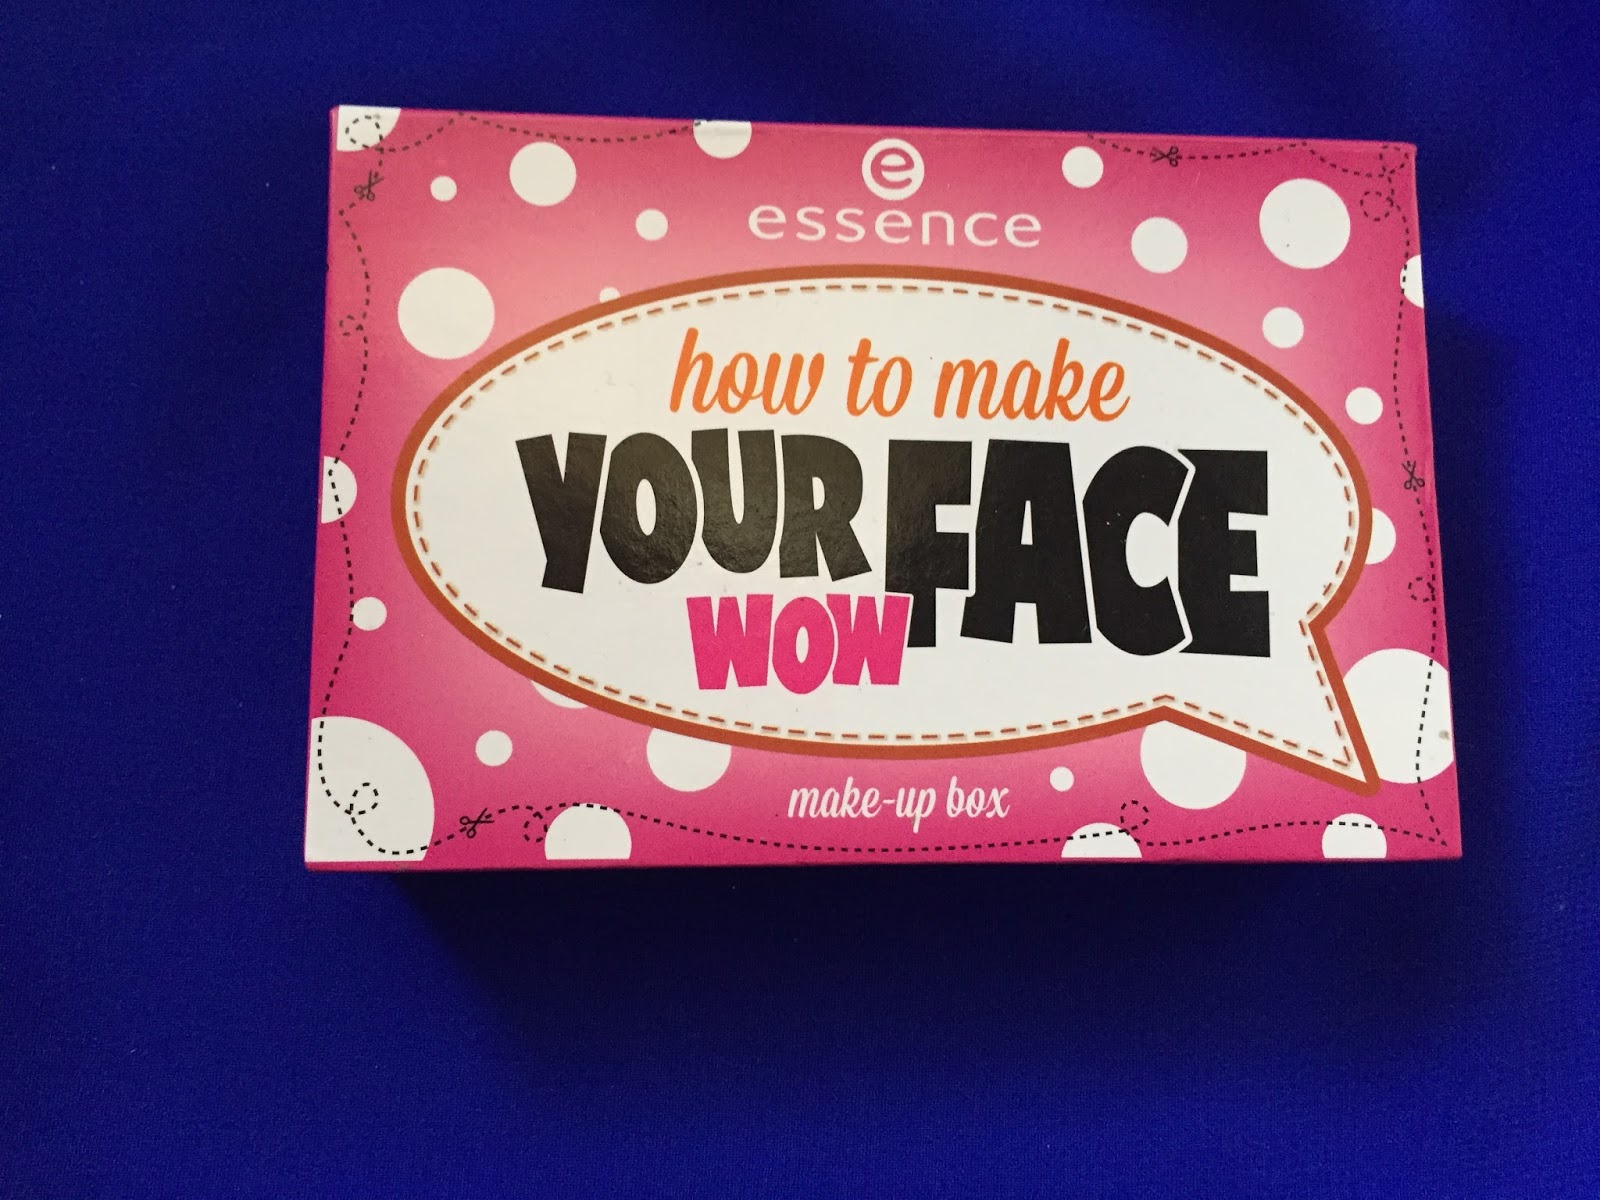 e
essence
how to make
YOUR FACE
WOW
make-up box